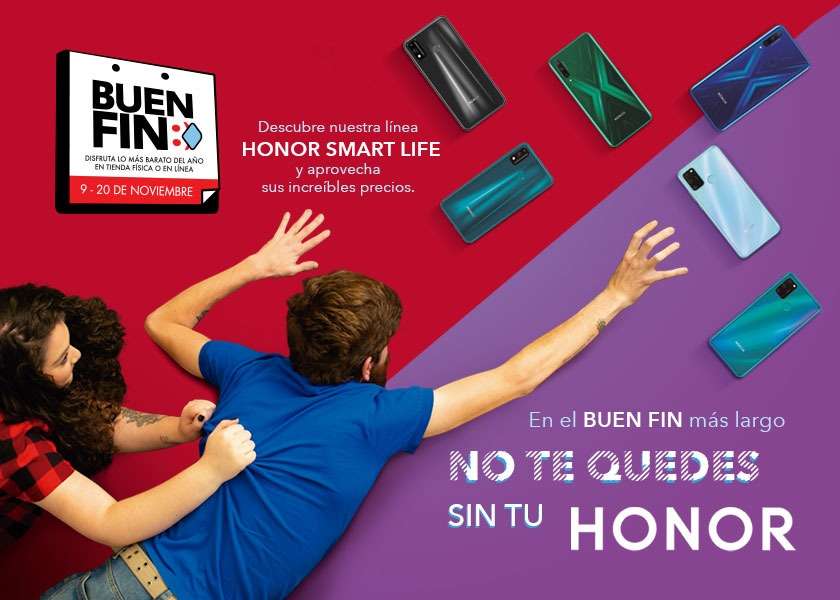 BUEN
FIN
DISFRUTA LO MÁS BARATO DEL AÑO
EN TIENDA FÍSICA O EN LÍNEA
9 - 20 DE NOVIEMBRE
Descubre nuestra línea
HONOR SMART LIFE
y aprovecha
sus increíbles precios.
En el BUEN FIN más largo
NO TE QUEDES
SIN TU HONOR